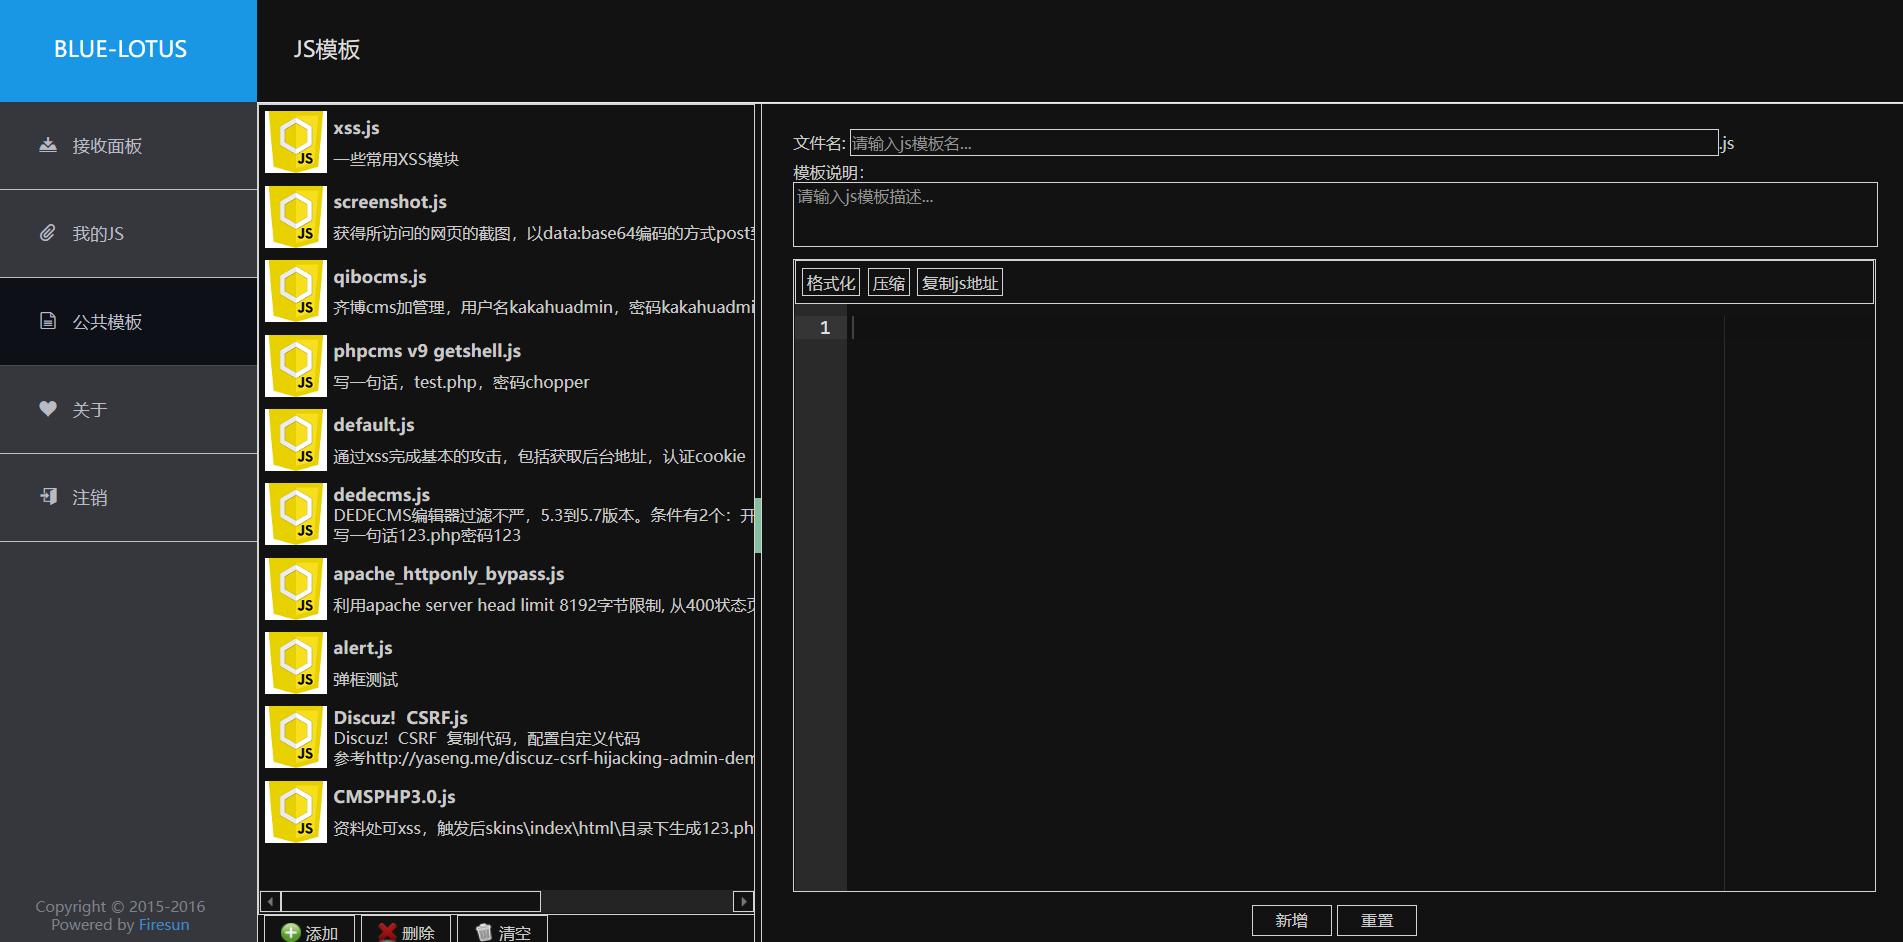 BLUE-LOTUS
JS模板
接收面板
我的JS
公共模板
关于
注销
Copyright © 2015-2016
Powered by Firesun
xss.js
一些常用XSS模块
screenshot.js
获得所访问的网页的截图，以data:base64编码的方式post
qibocms.js
齐博cms加管理，用户名kakahuadmin，密码kakahuadmi
phpcms v9 getshell.js
写一句话，test.php，密码chopper
default.js
通过xss完成基本的攻击，包括获取后台地址，认证cookie
dedecms.js
DEDECMS编辑器过滤不严，5.3到5.7版本。条件有2个：开
写一句话123.php密码123
apache_httponly_bypass.js
利用apache server head limit 8192字节限制, 从400状态页
alert.js
弹框测试
Discuz! CSRF.js
Discuz! CSRF 复制代码，配置自定义代码
参考http://yaseng.me/discuz-csrf-hijacking-admin-dem
CMSPHP3.0.js
资料处可xss，触发后skins\index\html\目录下生成123.ph
添加 删除 清空
文件名: 请输入js模板名... .js
模板说明：
请输入js模板描述...
格式化 压缩 复制js地址
1
新增 重置